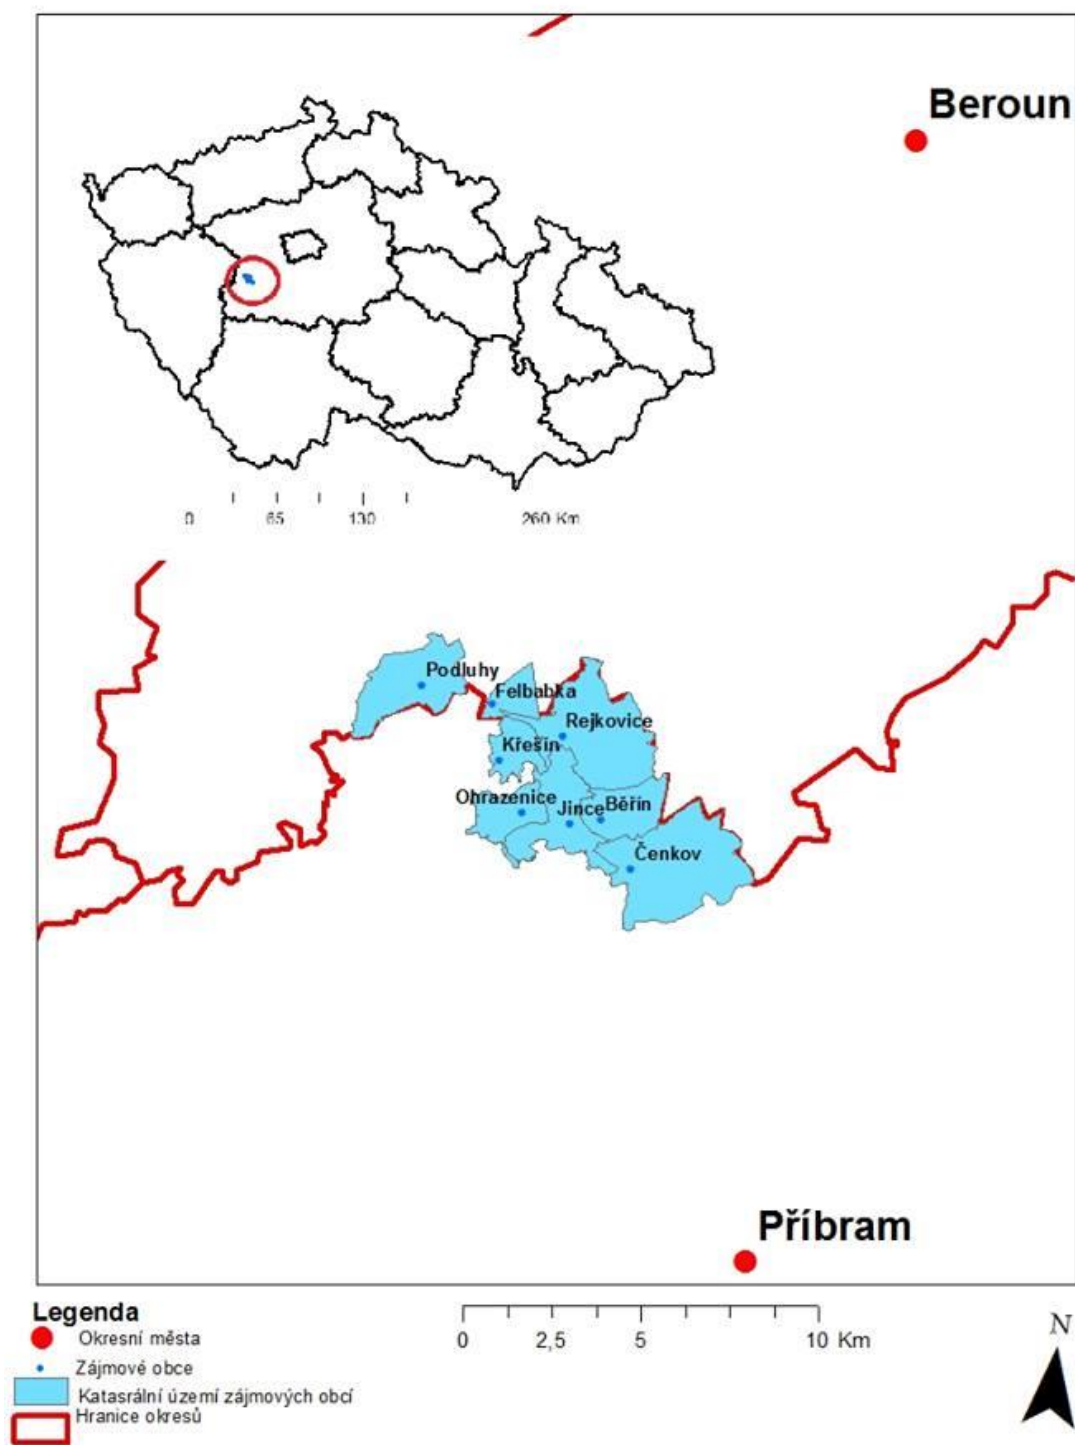 Beroun
0 65 130 260 Km
Podluhy
Felbabka
Rejkovice
Křešín
Ohrazenice
Jince
Běřín
Čenkov
Příbram
Legenda
Okresní města
Zájmové obce
Katasrální území zájmových obcí
Hranice okresů
0 2,5 5 10 Km
N